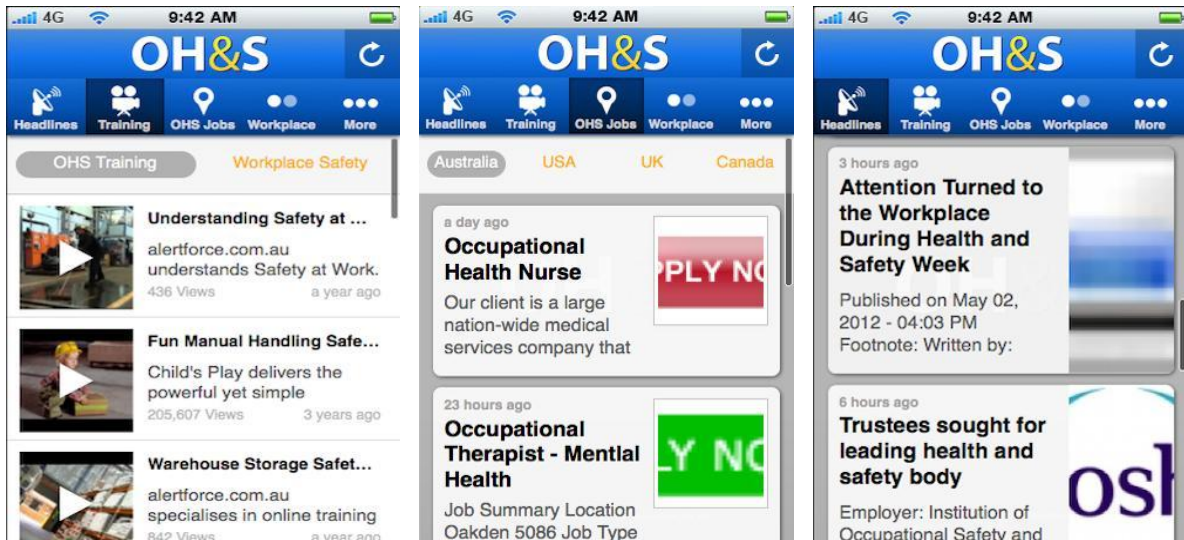 4G 9:42 AM
OH&S
Headlines Training OHS Jobs Workplace More
OHS Training Workplace Safety
Understanding Safety at ...
alertforce.com.au
understands Safety at Work.
436 Views a year ago
Fun Manual Handling Safe...
Child's Play delivers the
powerful yet simple
205,607 Views 3 years ago
Warehouse Storage Safet...
alertforce.com.au
specialises in online training
842 Views a year ago
4G 9:42 AM
OH&S
Headlines Training OHS Jobs Workplace More
Australia USA UK Canada
a day ago
Occupational
Health Nurse
Our client is a large
nation-wide medical
services company that
PPLY NO
23 hours ago
Occupational
Therapist - Mentlal
Health
Job Summary Location
Oakden 5086 Job Type
LY NO
4G 9:42 AM
OH&S
Headlines Training OHS Jobs Workplace More
3 hours ago
Attention Turned to
the Workplace
During Health and
Safety Week
Published on May 02,
2012 - 04:03 PM
Footnote: Written by:
6 hours ago
Trustees sought for
leading health and
safety body
Employer: Institution of
Occupational Safety and
osh